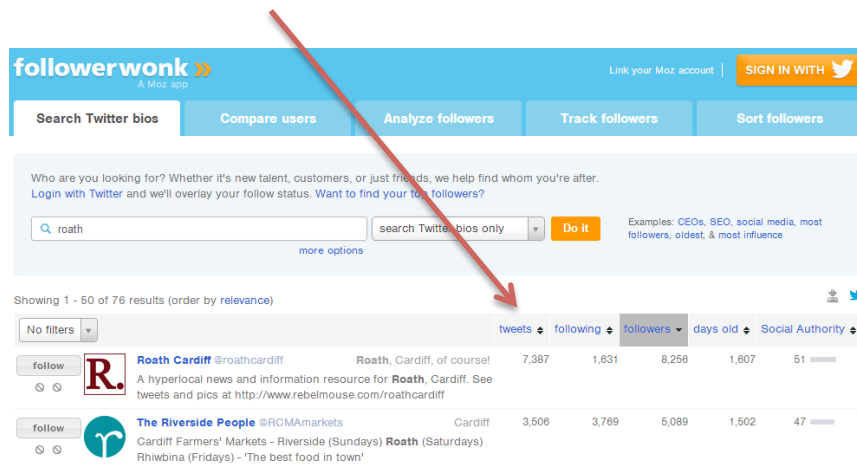 followerwonk »
A Moz app
Link your Moz account | SIGN IN WITH
Search Twitter bios Compare users Analyze followers Track followers Sort followers
Who are you looking for? Whether it's new talent, customers, or just friends, we help find whom you're after.
Login with Twitter and we'll overlay your follow status. Want to find your top followers?
roath search Twitter bios only Do it
Examples: CEOs, SEO, social media, most
followers, oldest, & most influence
more options
Showing 1 - 50 of 76 results (order by relevance)
No filters tweets following followers days old Social Authority
follow Roath Cardiff @roathcardiff Roath, Cardiff, of course! 7,387 1,631 8,256 1,607 51
A hyperlocal news and information resource for Roath, Cardiff. See
tweets and pics at http://www.rebelmouse.com/roathcardiff
R.
follow The Riverside People @RCMAmarkets Cardiff 3,506 3,769 5,089 1,502 47
Cardiff Farmers' Markets - Riverside (Sundays) Roath (Saturdays)
Rhiwbina (Fridays) - 'The best food in town'